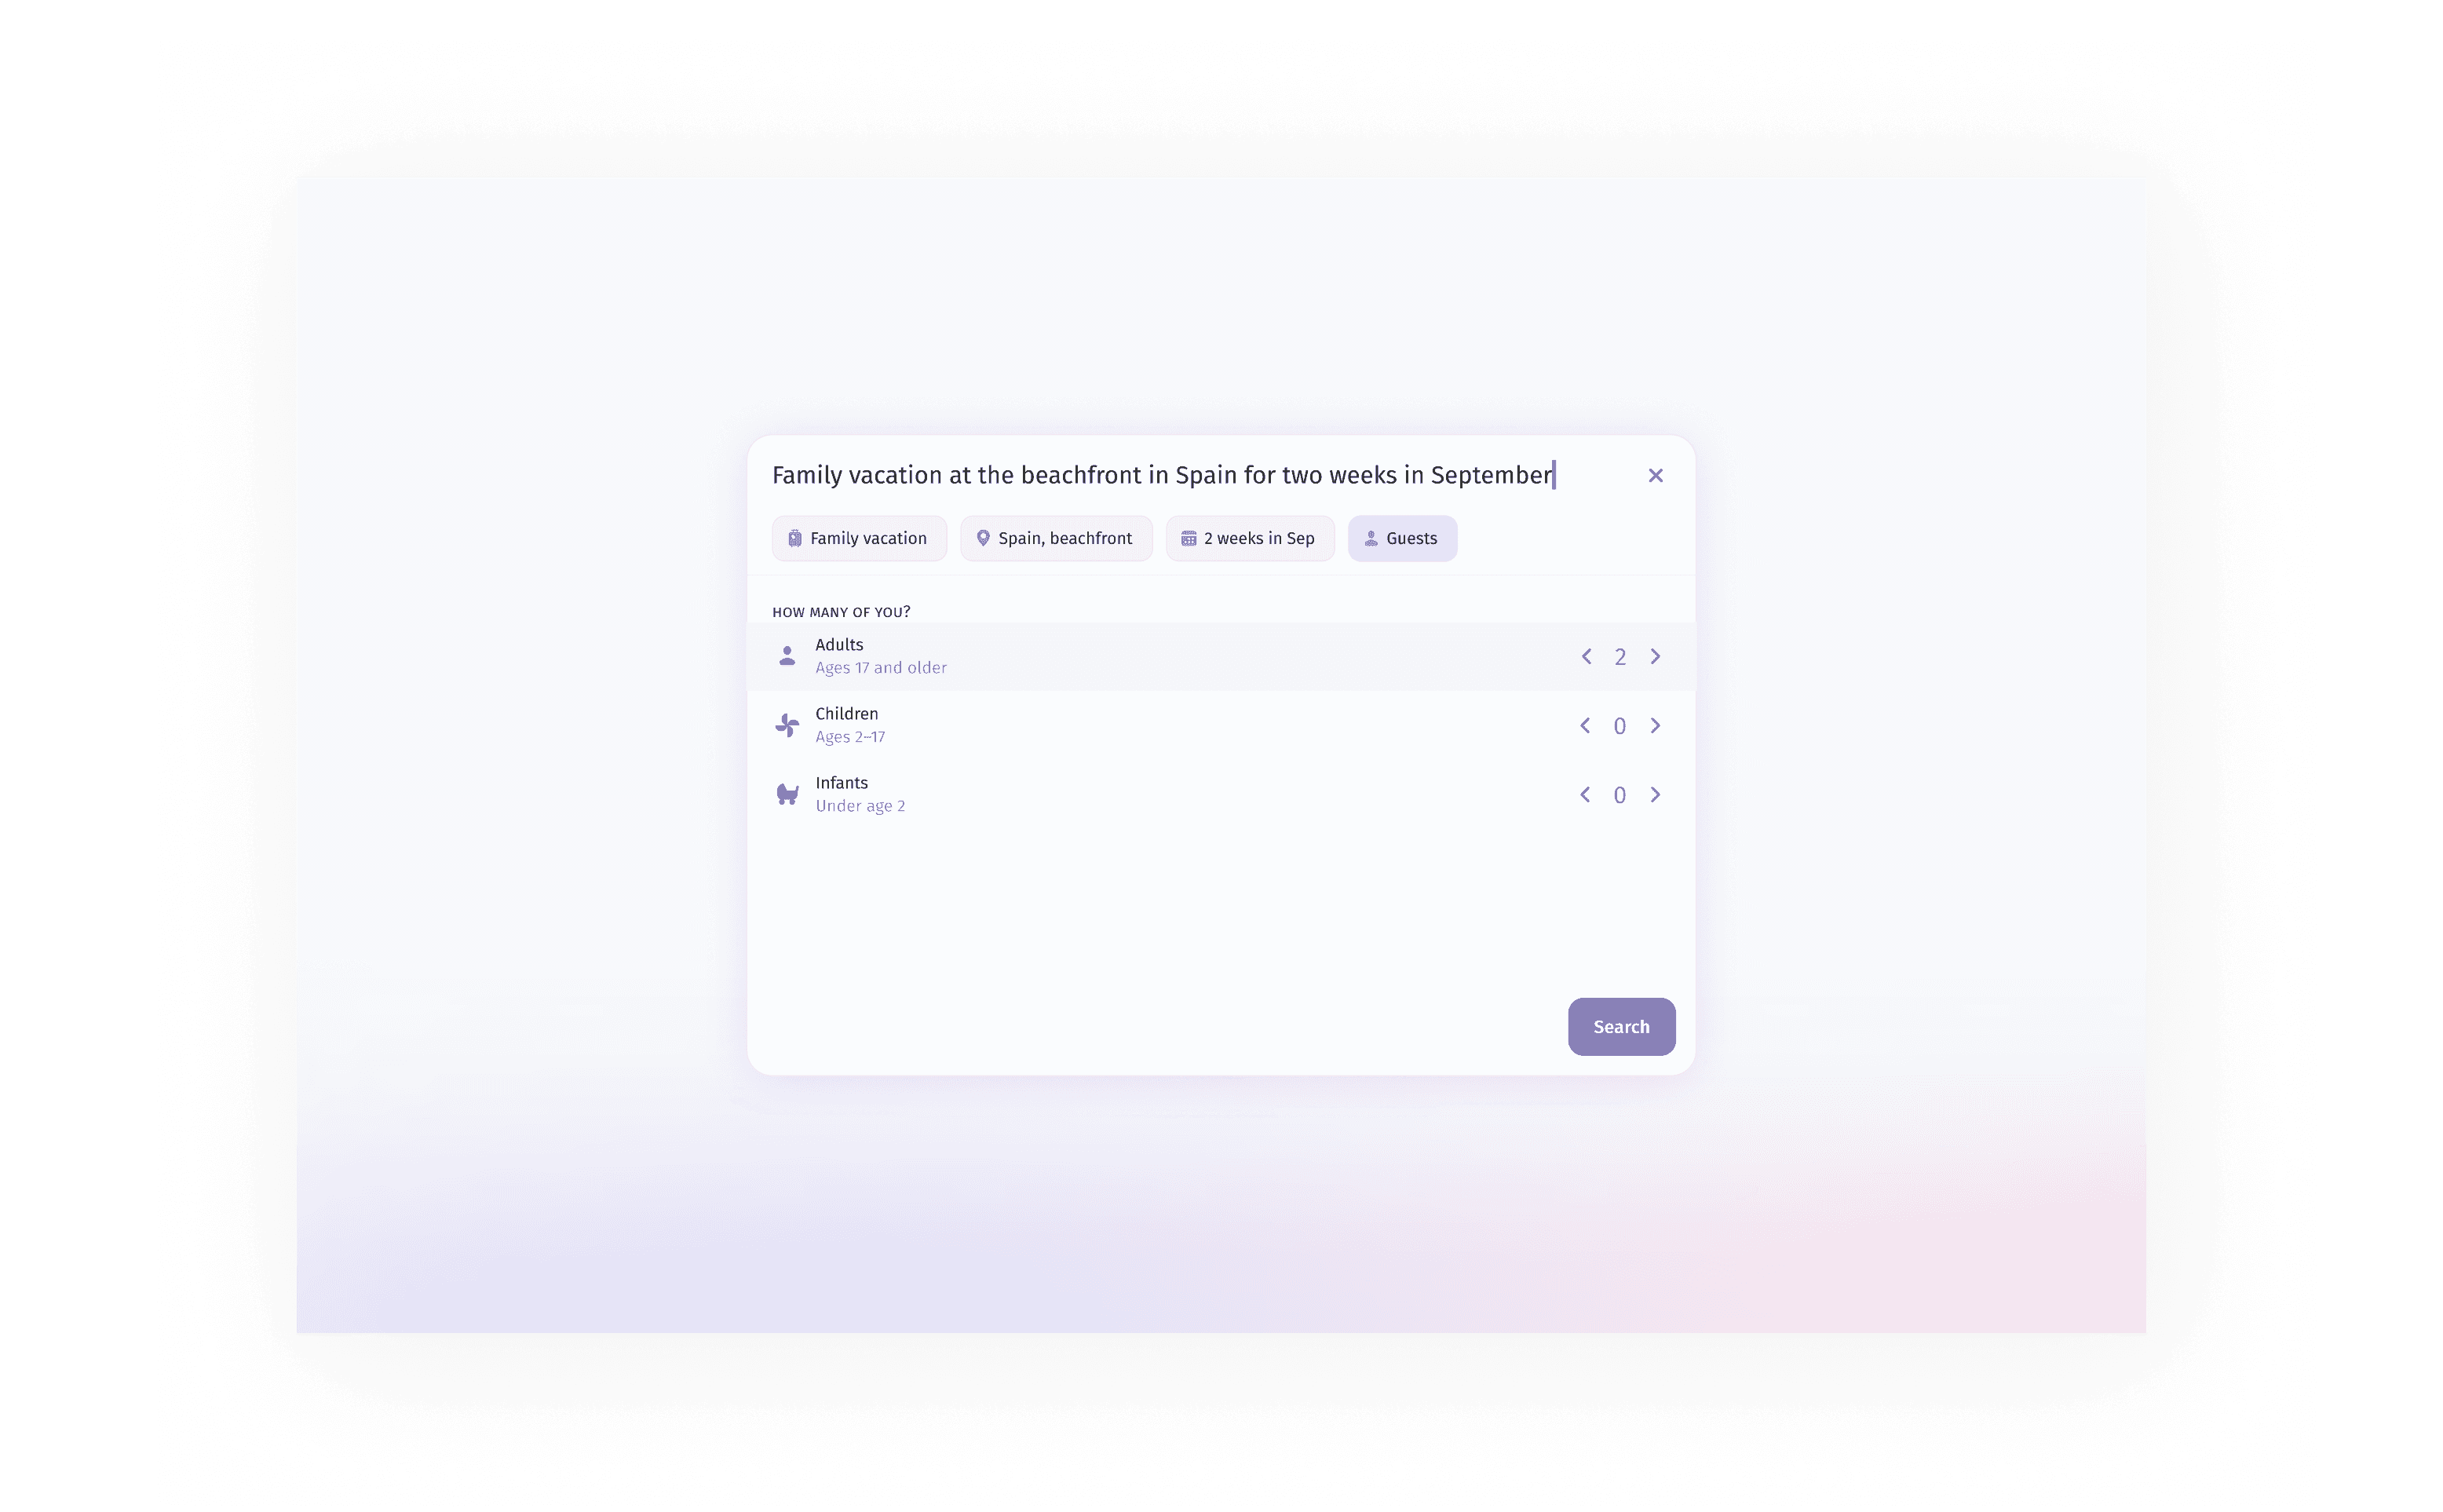 Family vacation at the beachfront in Spain for two weeks in September
Family vacation Spain, beachfront 2 weeks in Sep Guests
HOW MANY OF YOU?
Adults
Ages 17 and older
2
Children
Ages 2–17
0
Infants
Under age 2
0
Search